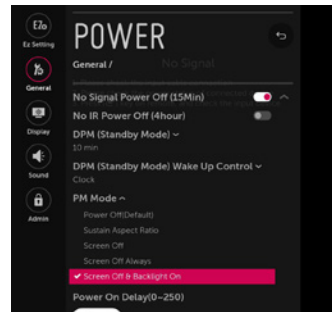 Ez Setting
General
Display
Sound
Admin
POWER
General /
No Signal
No Signal Power Off (15Min)
No IR Power Off (4hour)
DPM (Standby Mode)
10 min
DPM (Standby Mode) Wake Up Control
Clock
PM Mode
Power Off(Default)
Sustain Aspect Ratio
Screen Off
Screen Off Always
Screen Off & Backlight On
Power On Delay(0~250)